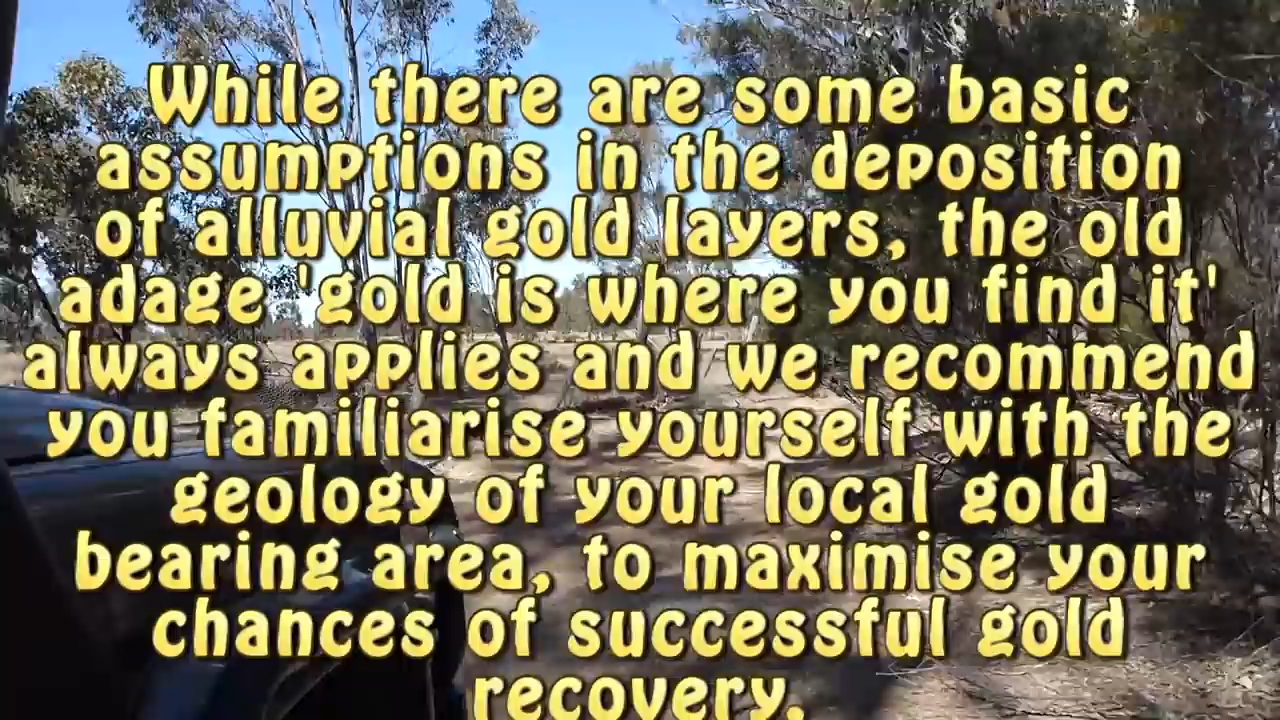 While there are some basic
assumptions in the deposition
of alluvial gold layers, the old
adage 'gold is where you find it'
always applies and we recommend
you familiarise yourself with the
geology of your local gold
bearing area, to maximise your
chances of successful gold
recovery.